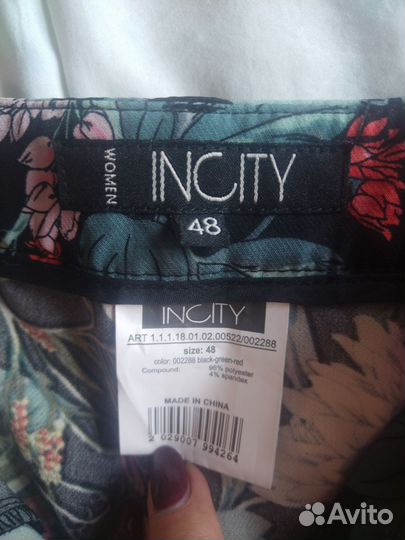 WOMEN
INCITY
48
INCITY
ART 1.1.1.18.01.02.00522/002288
size: 48
color: 002288 black-green-red
Compound: 96% polyester
4% spandex
MADE IN CHINA
2 029007 994264
Avito